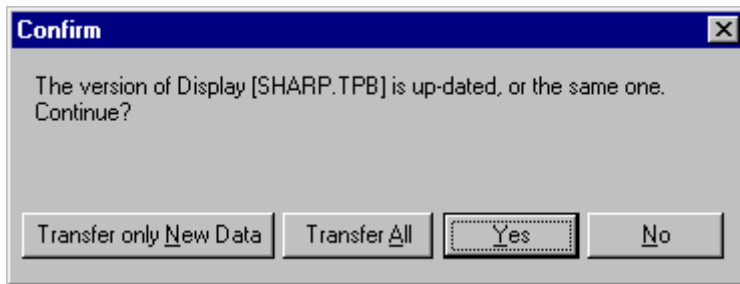 Confirm
The version of Display [SHARP.TPB] is up-dated, or the same one.
Continue?
Transfer only New Data
Transfer All
Yes
No